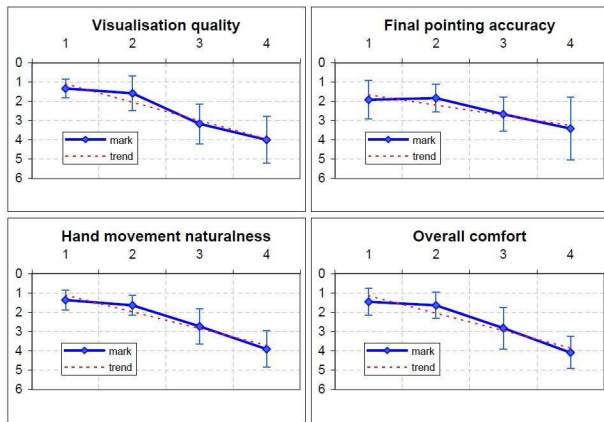 Visualisation quality
1 2 3 4
0
1
2
3
4
5
6
mark
trend
Final pointing accuracy
1 2 3 4
0
1
2
3
4
5
6
mark
trend
Hand movement naturalness
1 2 3 4
0
1
2
3
4
5
6
mark
trend
Overall comfort
1 2 3 4
0
1
2
3
4
5
6
mark
trend